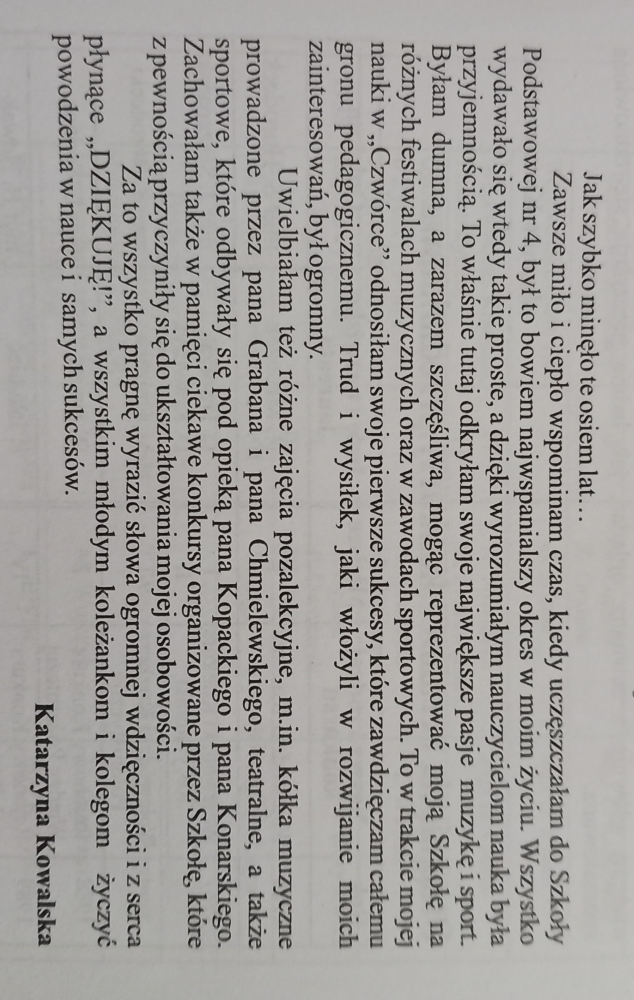 Jak szybko minęło te osiem lat…
Zawsze miło i ciepło wspominam czas, kiedy uczęszczałam do Szkoły
Podstawowej nr 4, był to bowiem najwspanialszy okres w moim życiu. Wszystko
wydawało się wtedy takie proste, a dzięki wyrozumiałym nauczycielom nauka była
przyjemnością. To właśnie tutaj odkryłam swoje największe pasje  muzykę i sport.
Byłam dumna, a zarazem szczęśliwa, mogąc reprezentować moją Szkołę na
różnych festiwalach muzycznych oraz w zawodach sportowych. To w trakcie mojej
nauki w „Czwórce” odnosiłam swoje pierwsze sukcesy, które zawdzięczam całemu
gronu pedagogicznemu. Trud i wysiłek, jaki włożyli w rozwijanie moich
zainteresowań, był ogromny.
Uwielbiałam też różne zajęcia pozalekcyjne, m.in. kółka muzyczne
prowadzone przez pana Grabana i pana Chmielewskiego, teatralne, a także
sportowe, które odbywały się pod opieką pana Kopackiego i pana Konarskiego.
Zachowałam także w pamięci ciekawe konkursy organizowane przez Szkołę, które
z pewnością przyczyniły się do ukształtowania mojej osobowości.
Za to wszystko pragnę wyrazić słowa ogromnej wdzięczności i z serca
płynące „DZIĘKUJĘ!”, a wszystkim młodym koleżankom i kolegom życzyć
powodzenia w nauce i samych sukcesów.
Katarzyna Kowalska